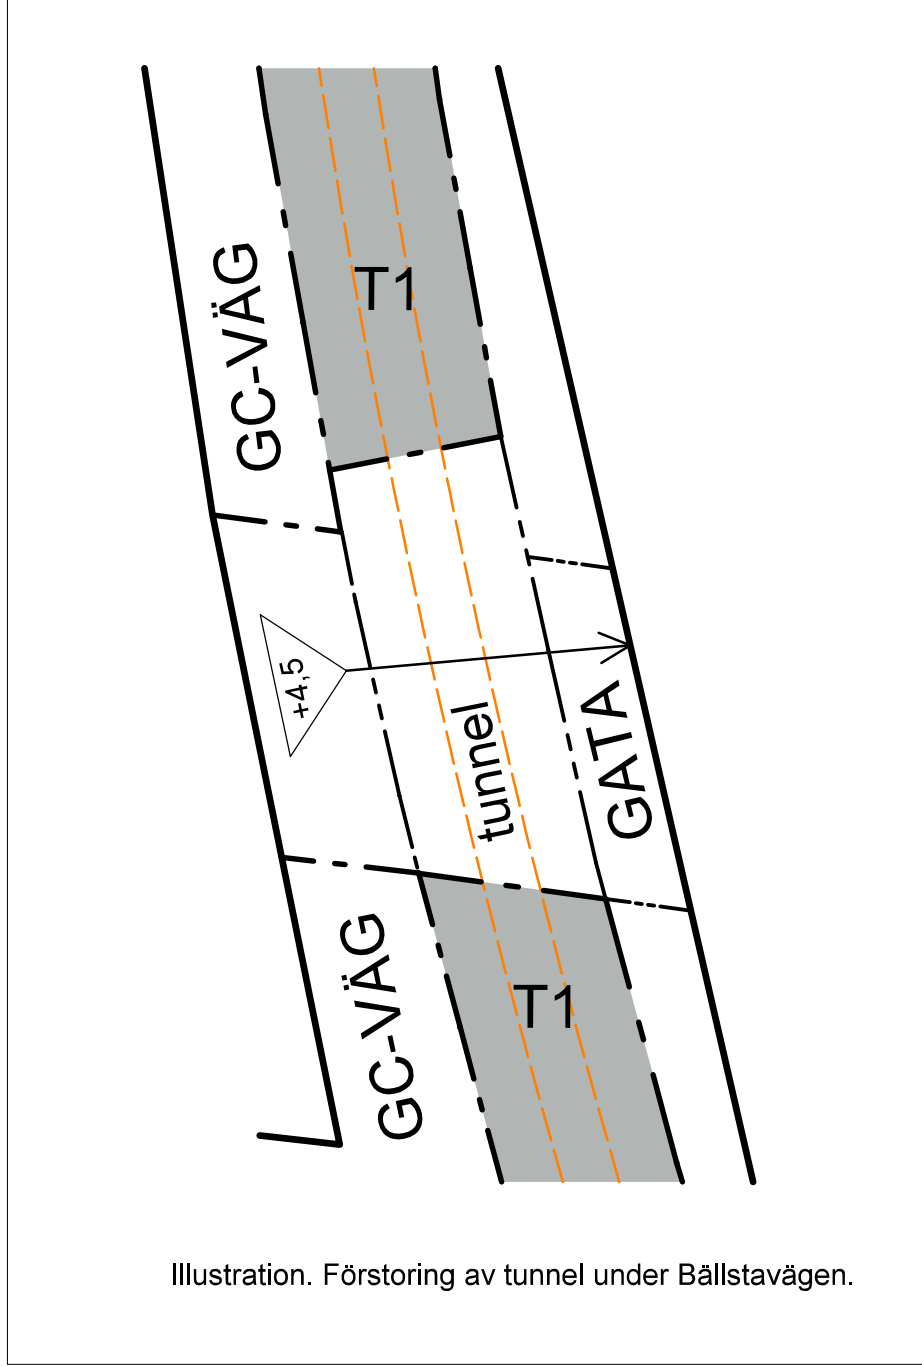 GC-VÄG
T1
+4,5
tunnel
GATA
GC-VÄG
T1
Illustration. Förstoring av tunnel under Bällstavägen.